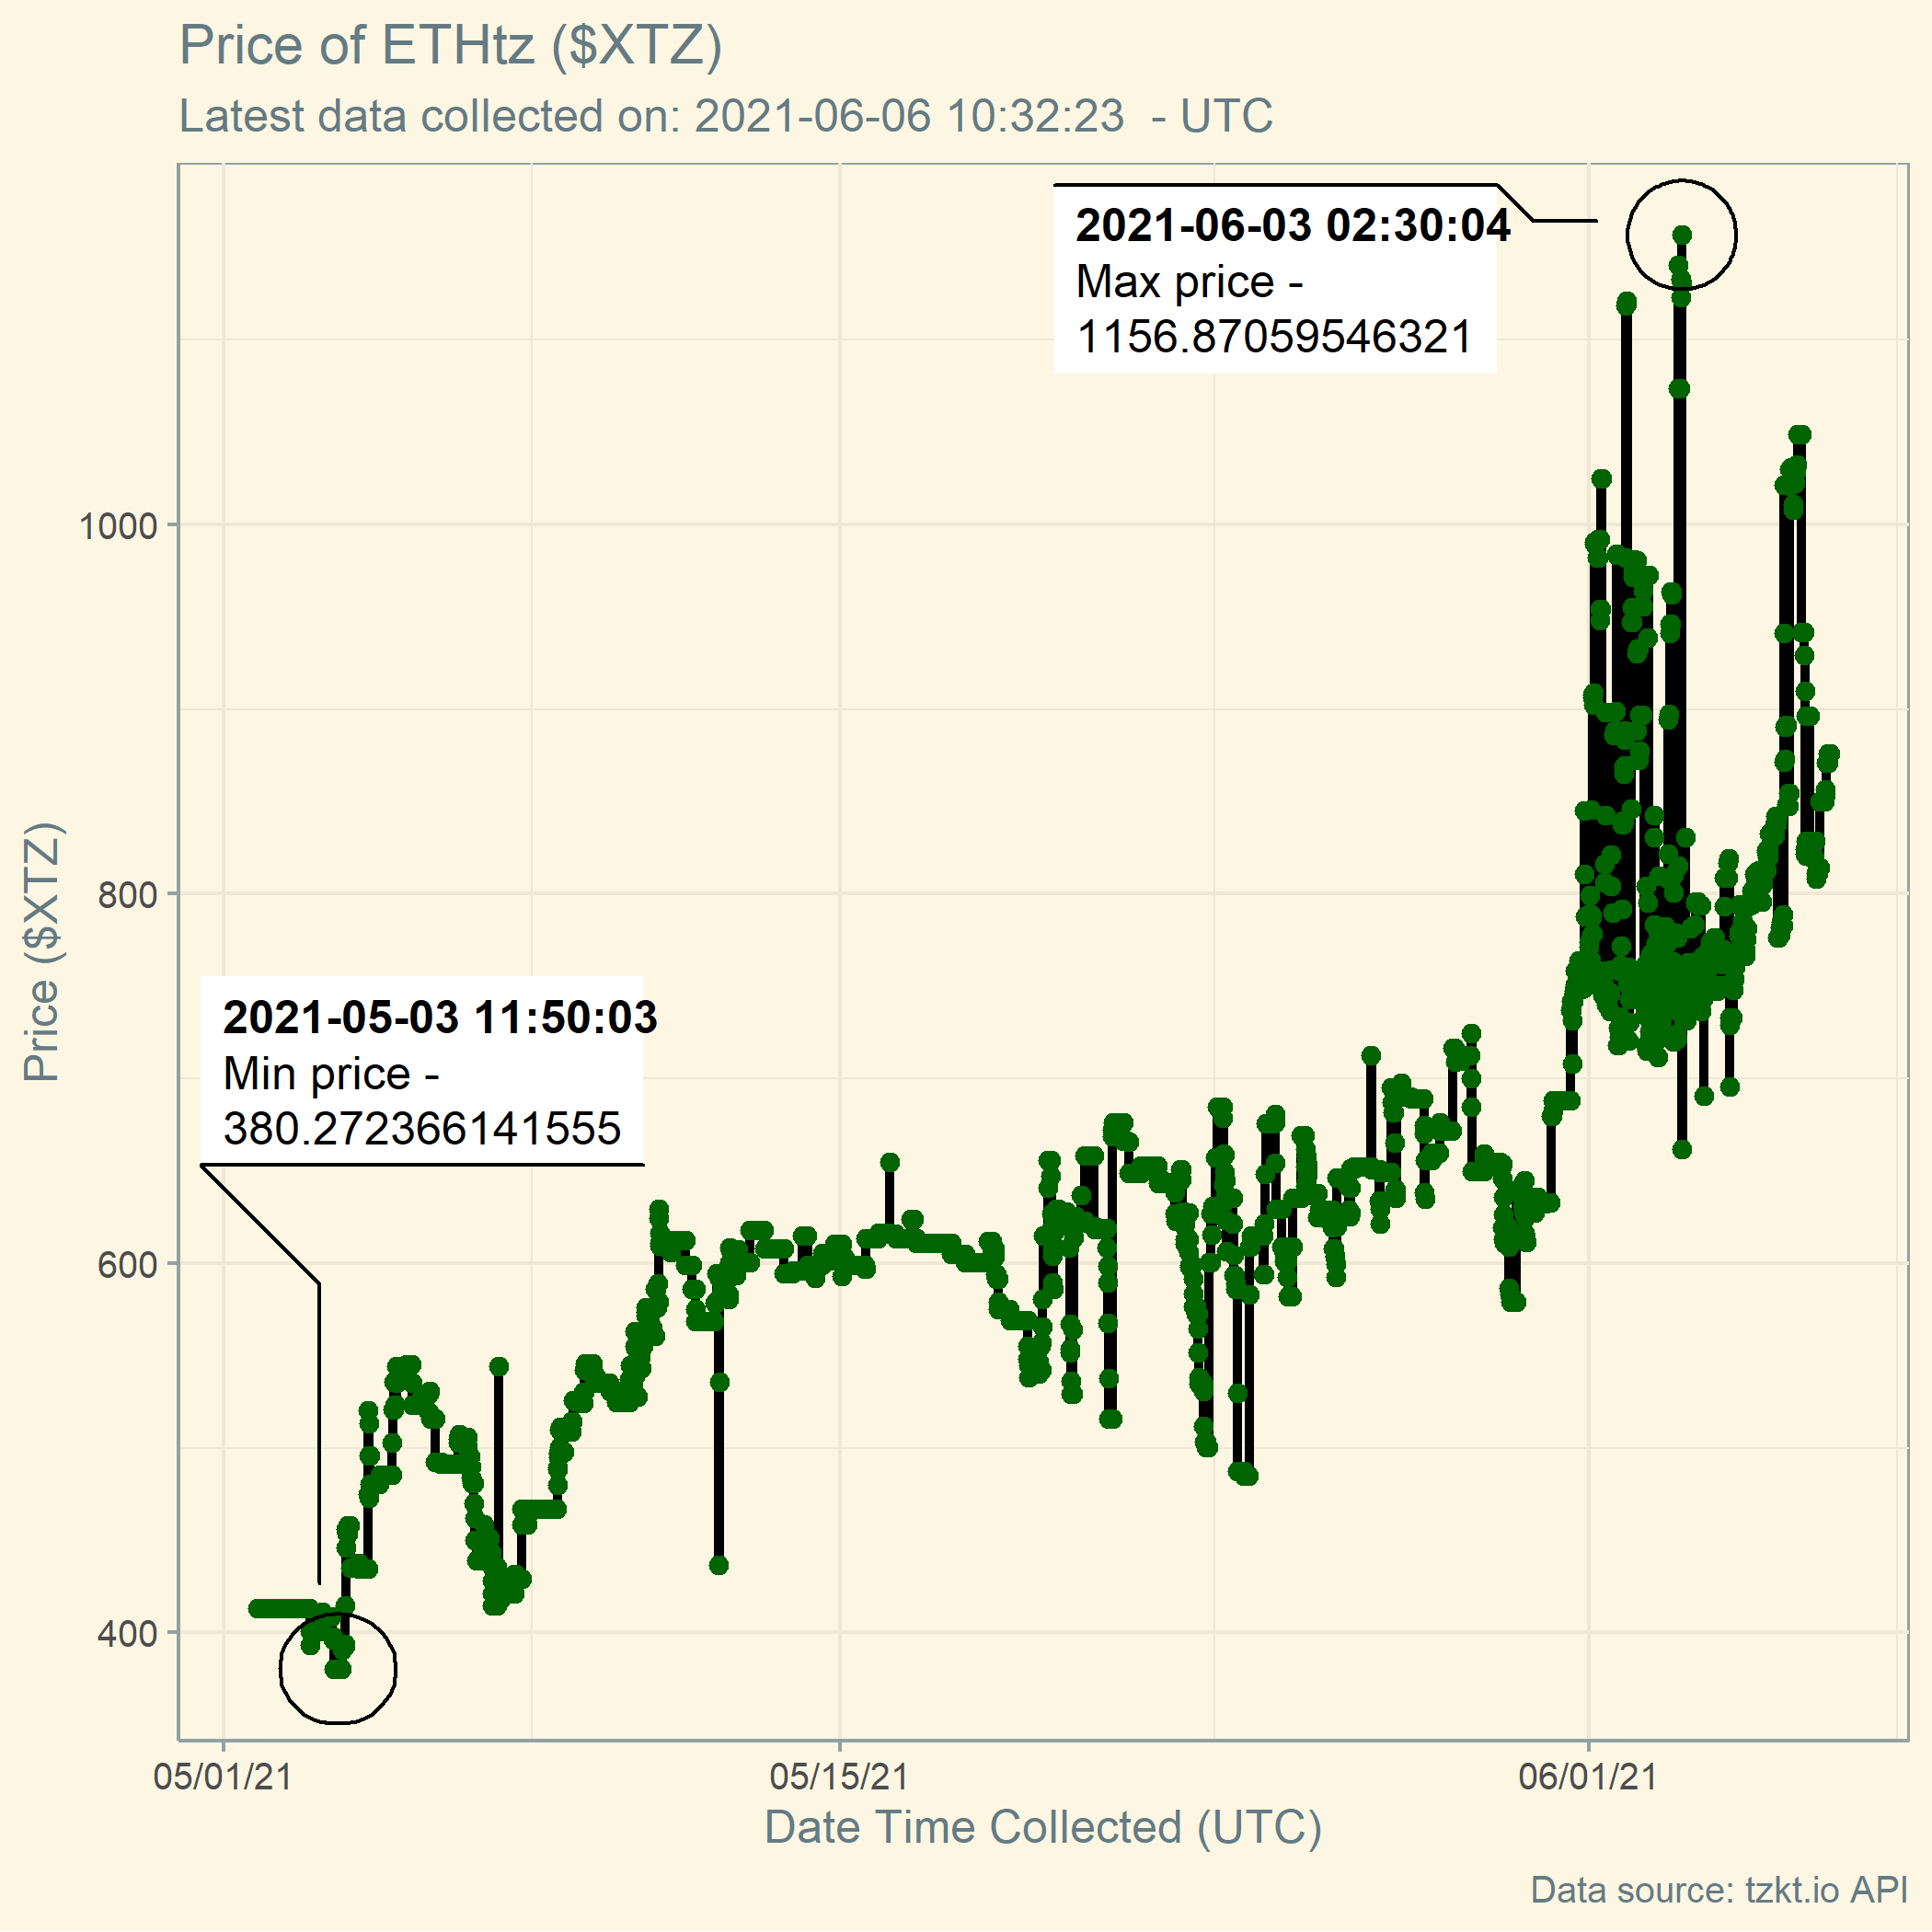 Price of ETHtz ($XTZ)
Latest data collected on: 2021-06-06 10:32:23  - UTC
2021-06-03 02:30:04
Max price -
1156.87059546321
1000
800
600
400
Price ($XTZ)
2021-05-03 11:50:03
Min price -
380.272366141555
05/01/21
05/15/21
06/01/21
Date Time Collected (UTC)
Data source: tzkt.io API